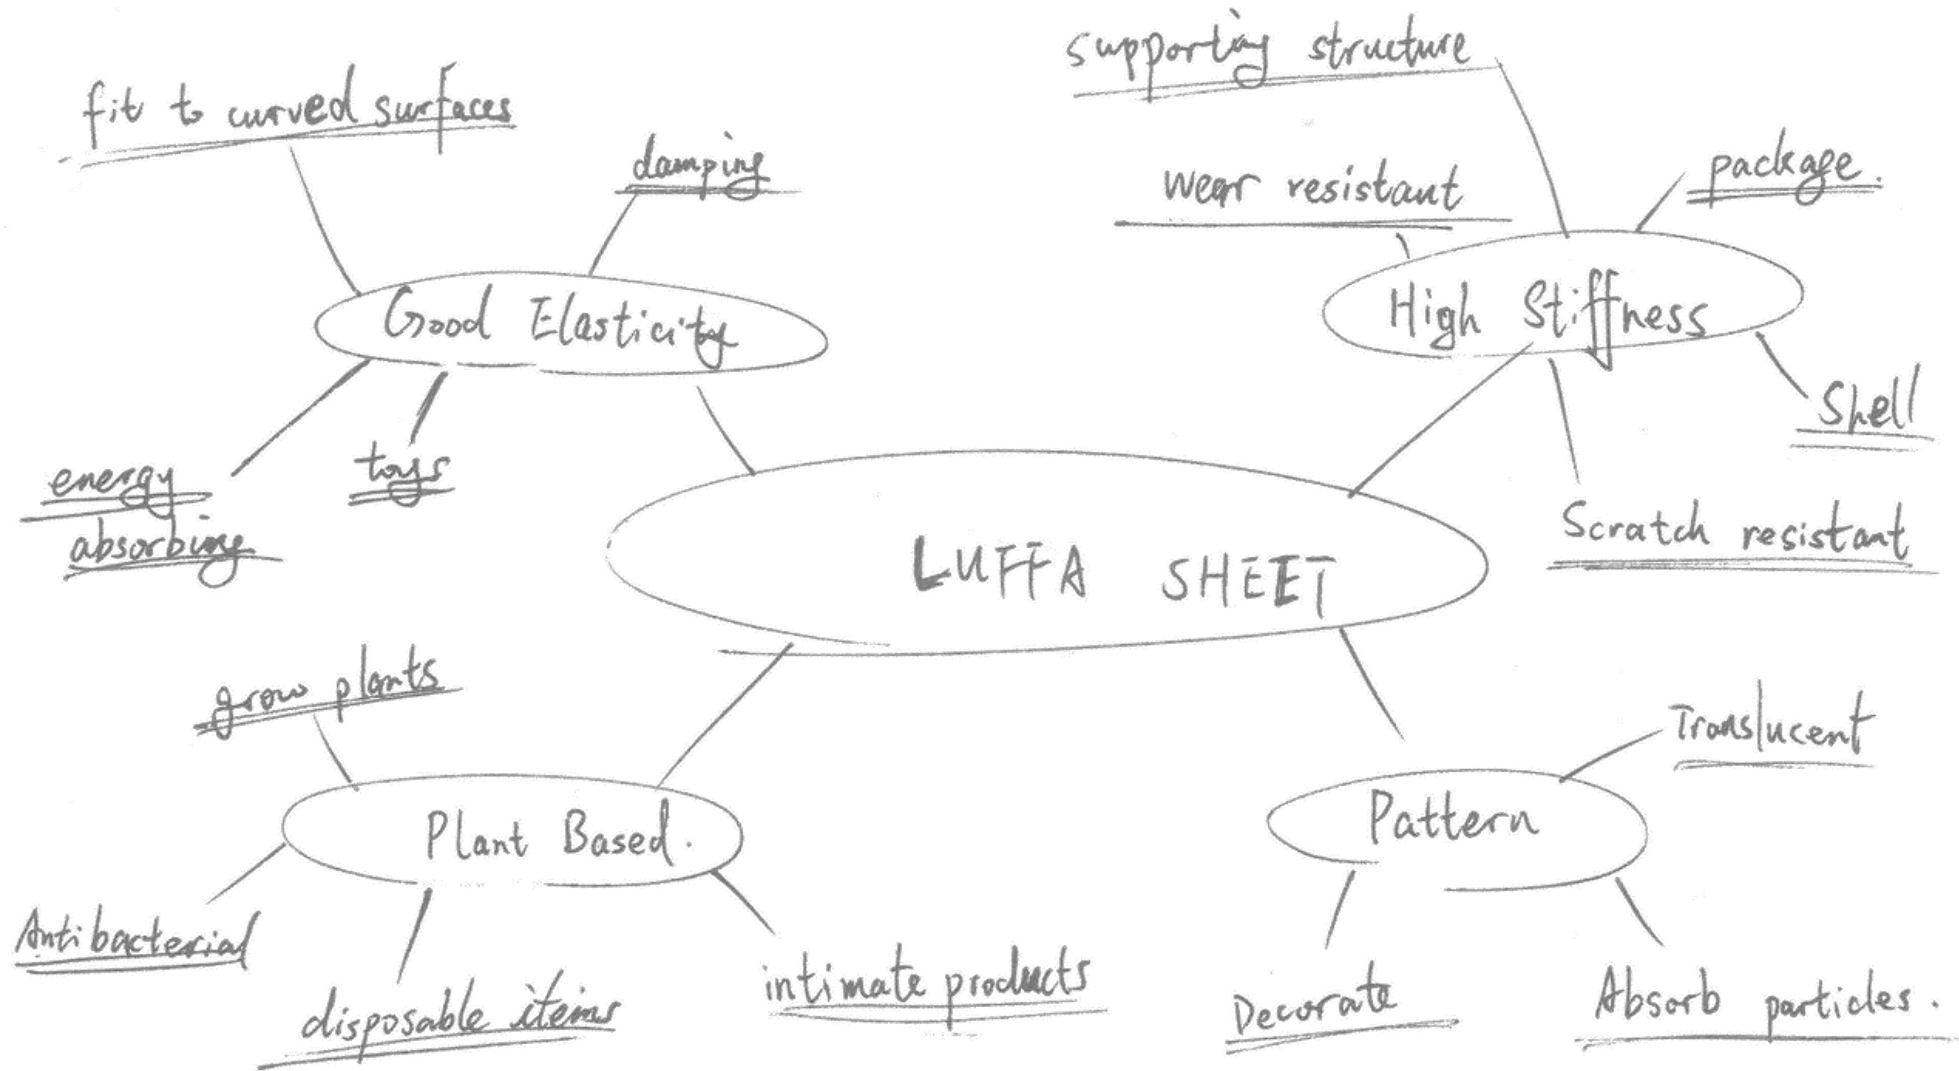 supporting structure
fit to curved surfaces
damping
wear resistant
package.
Good Elasticity
High Stiffness
Shell
energy
absorbing
toys
Scratch resistant
LUFFA SHEET
grow plants
Translucent
Plant Based.
Pattern
Antibacterial
disposable items
intimate products
Decorate
Absorb particles.